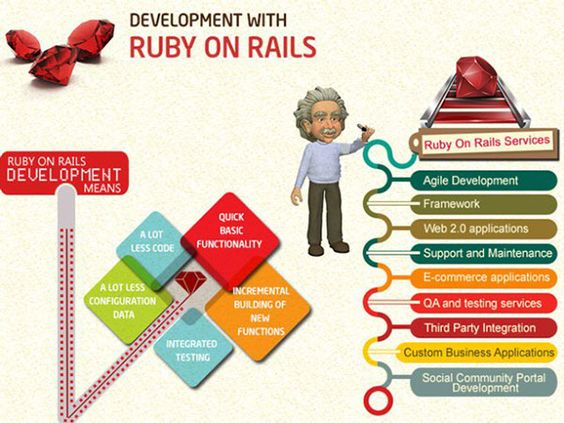 DEVELOPMENT WITH
RUBY ON RAILS
RUBY ON RAILS
DEVELOPMENT
MEANS
A LOT
LESS CODE
QUICK
BASIC
FUNCTIONALITY
A LOT LESS
CONFIGURATION
DATA
INCREMENTAL
BUILDING OF
NEW
FUNCTIONS
INTEGRATED
TESTING
Ruby On Rails Services
Agile Development
Framework
Web 2.0 applications
Support and Maintenance
E-commerce applications
QA and testing services
Third Party Integration
Custom Business Applications
Social Community Portal
Development